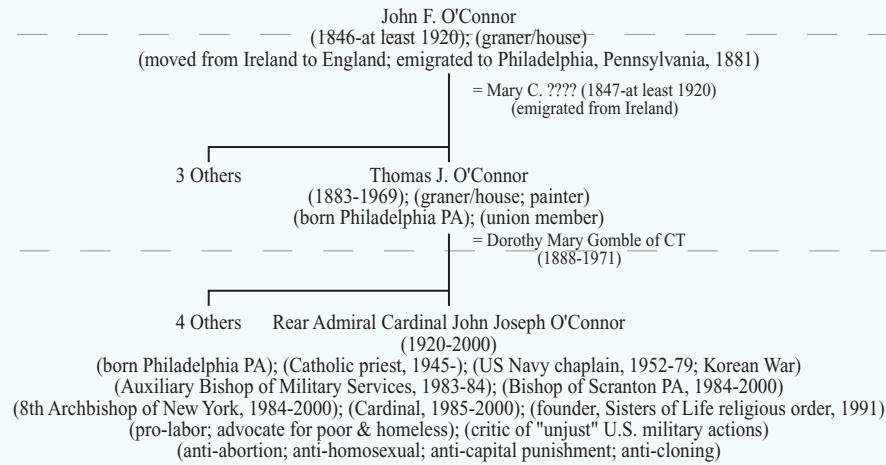 John F. O'Connor
(1846-at least 1920); (graner/house)
(moved from Ireland to England; emigrated to Philadelphia, Pennsylvania, 1881)
= Mary C. ???? (1847-at least 1920)
(emigrated from Ireland)
3 Others
Thomas J. O'Connor
(1883-1969); (graner/house; painter)
(born Philadelphia PA); (union member)
= Dorothy Mary Gomble of CT
(1888-1971)
4 Others
Rear Admiral Cardinal John Joseph O'Connor
(1920-2000)
(born Philadelphia PA); (Catholic priest, 1945-); (US Navy chaplain, 1952-79; Korean War)
(Auxiliary Bishop of Military Services, 1983-84); (Bishop of Scranton PA, 1984-2000)
(8th Archbishop of New York, 1984-2000); (Cardinal, 1985-2000); (founder, Sisters of Life religious order, 1991)
(pro-labor; advocate for poor & homeless); (critic of "unjust" U.S. military actions)
(anti-abortion; anti-homosexual; anti-capital punishment; anti-cloning)